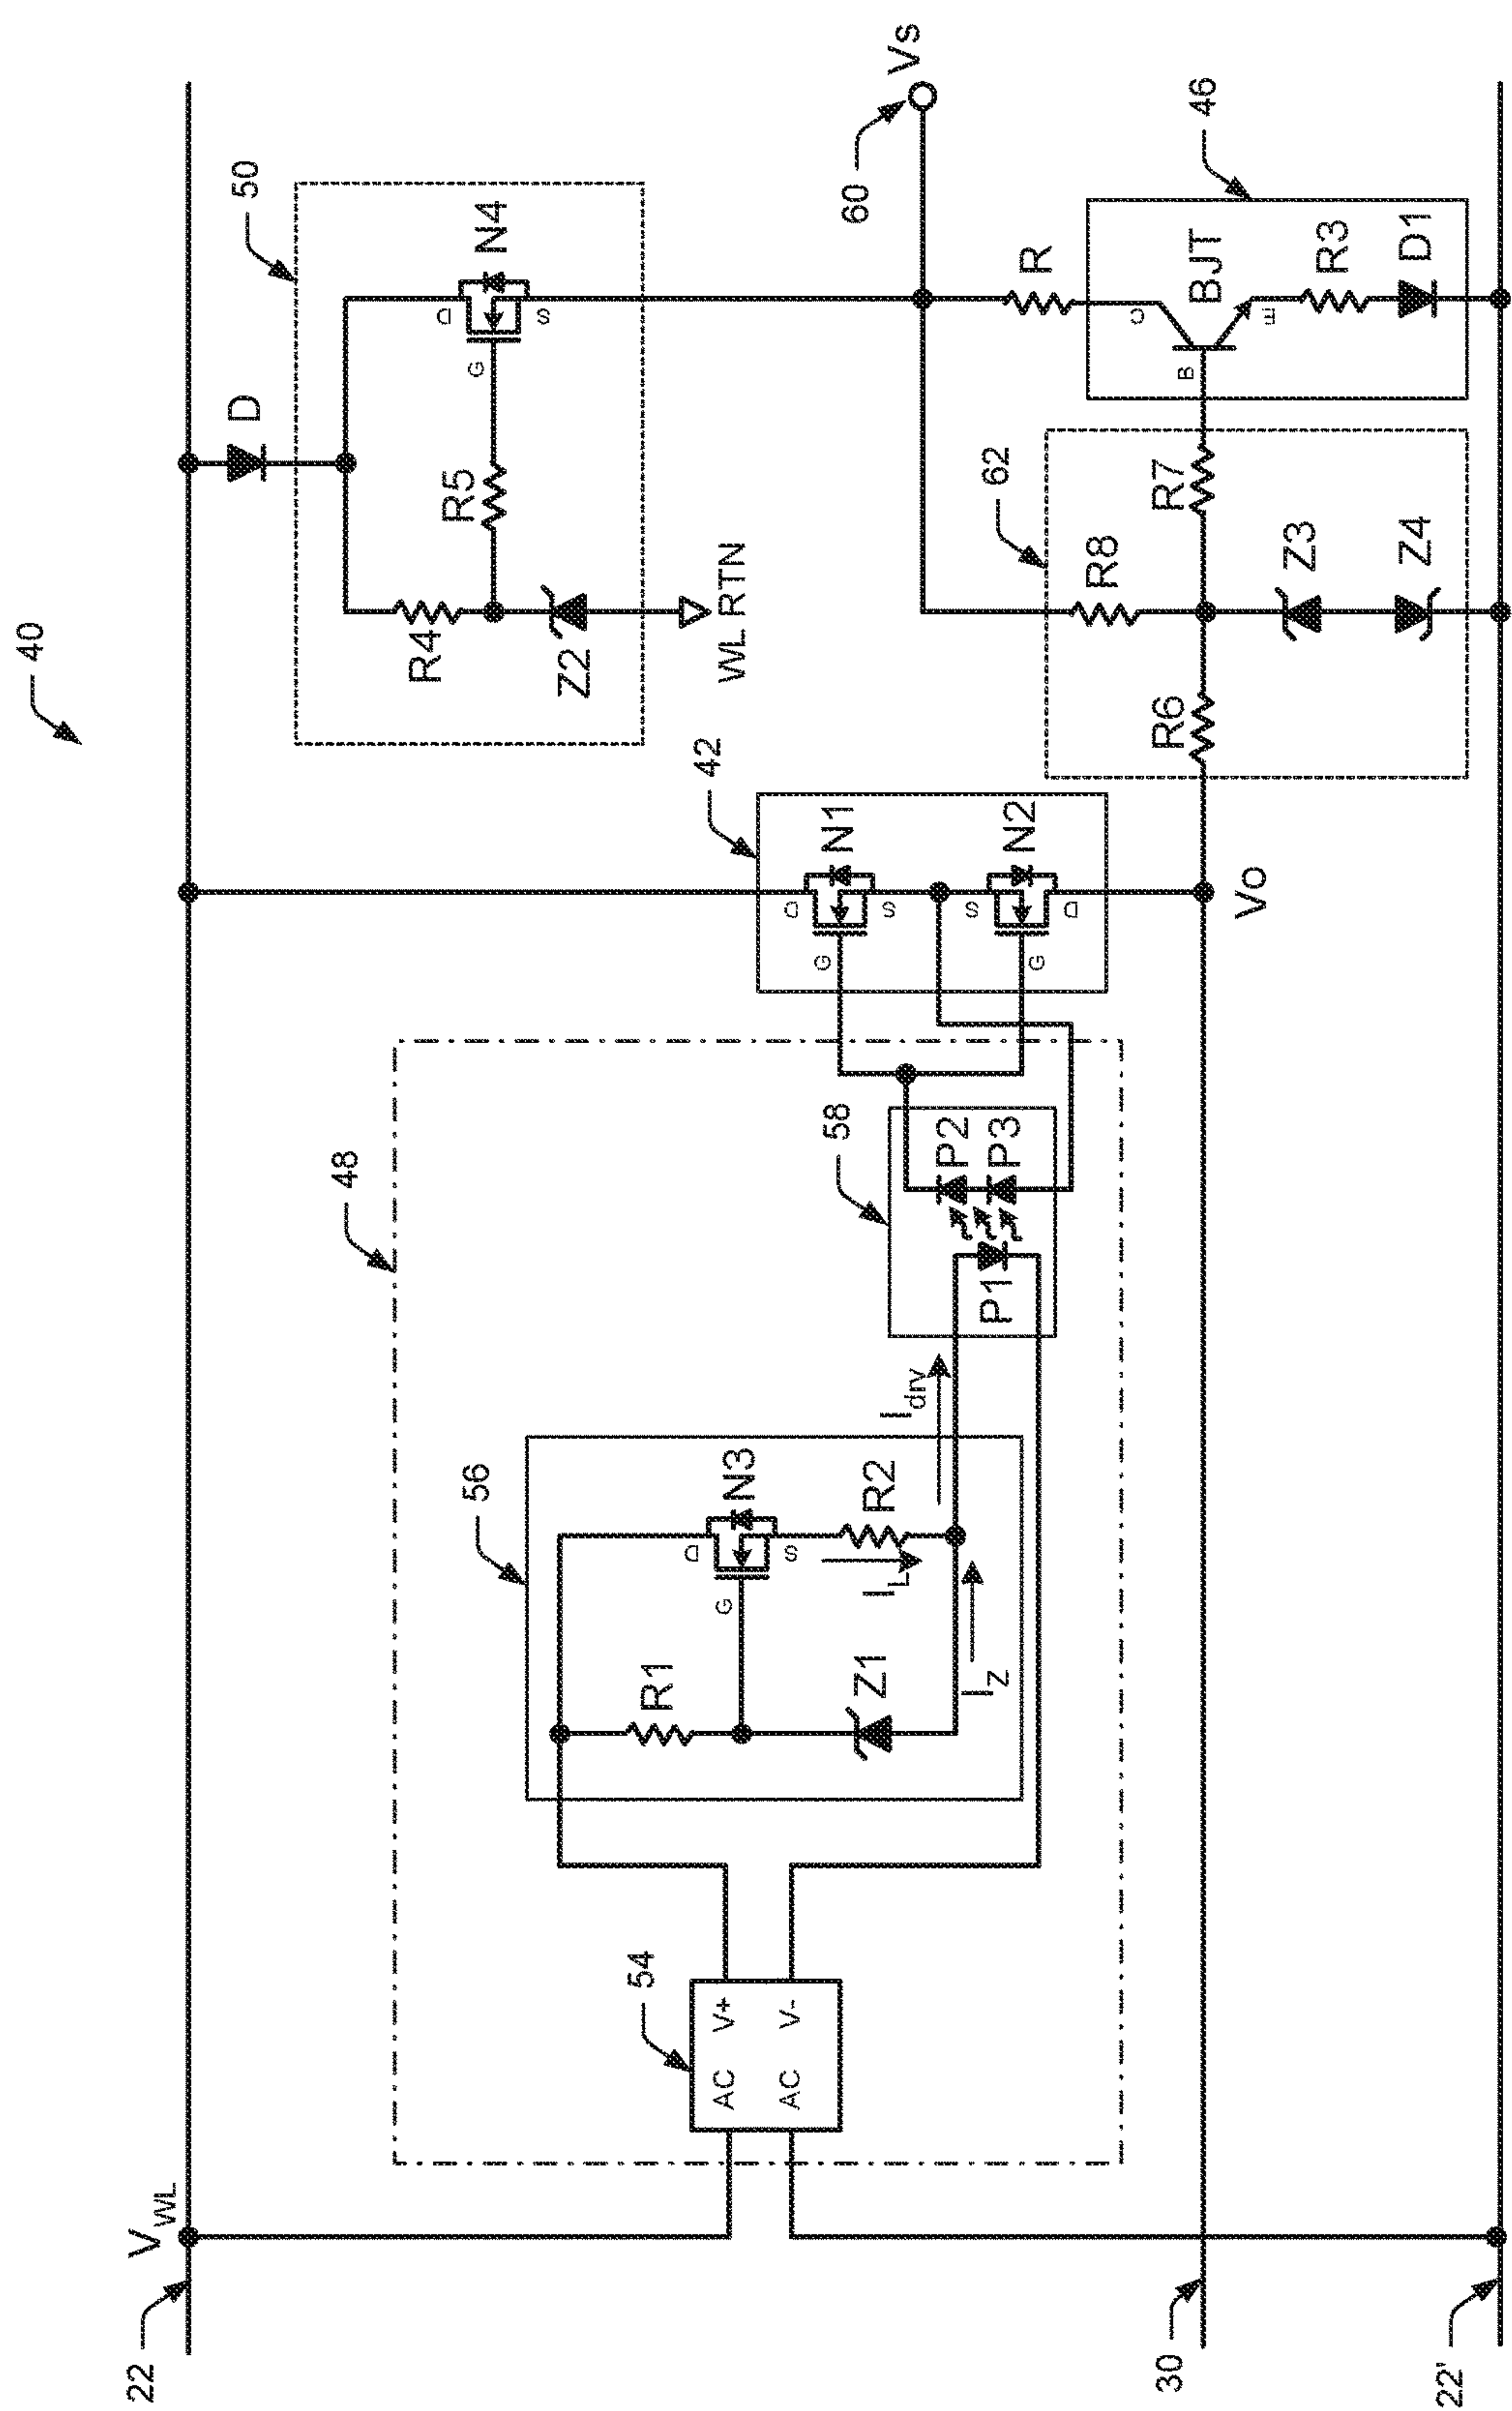 40
22
V_WL
D
50
R4
R5
Z2
WL RTN
N4
D
G
S
48
54
AC V+
AC V-
56
R1
Z1
N3
D
G
S
R2
I_L
I_Z
I_drv
58
P1
P2
P3
42
N1
D
G
S
N2
S
G
D
Vo
62
R6
R8
R7
Z3
Z4
60
Vs
R
46
BJT
C
B
E
R3
D1
30
22'